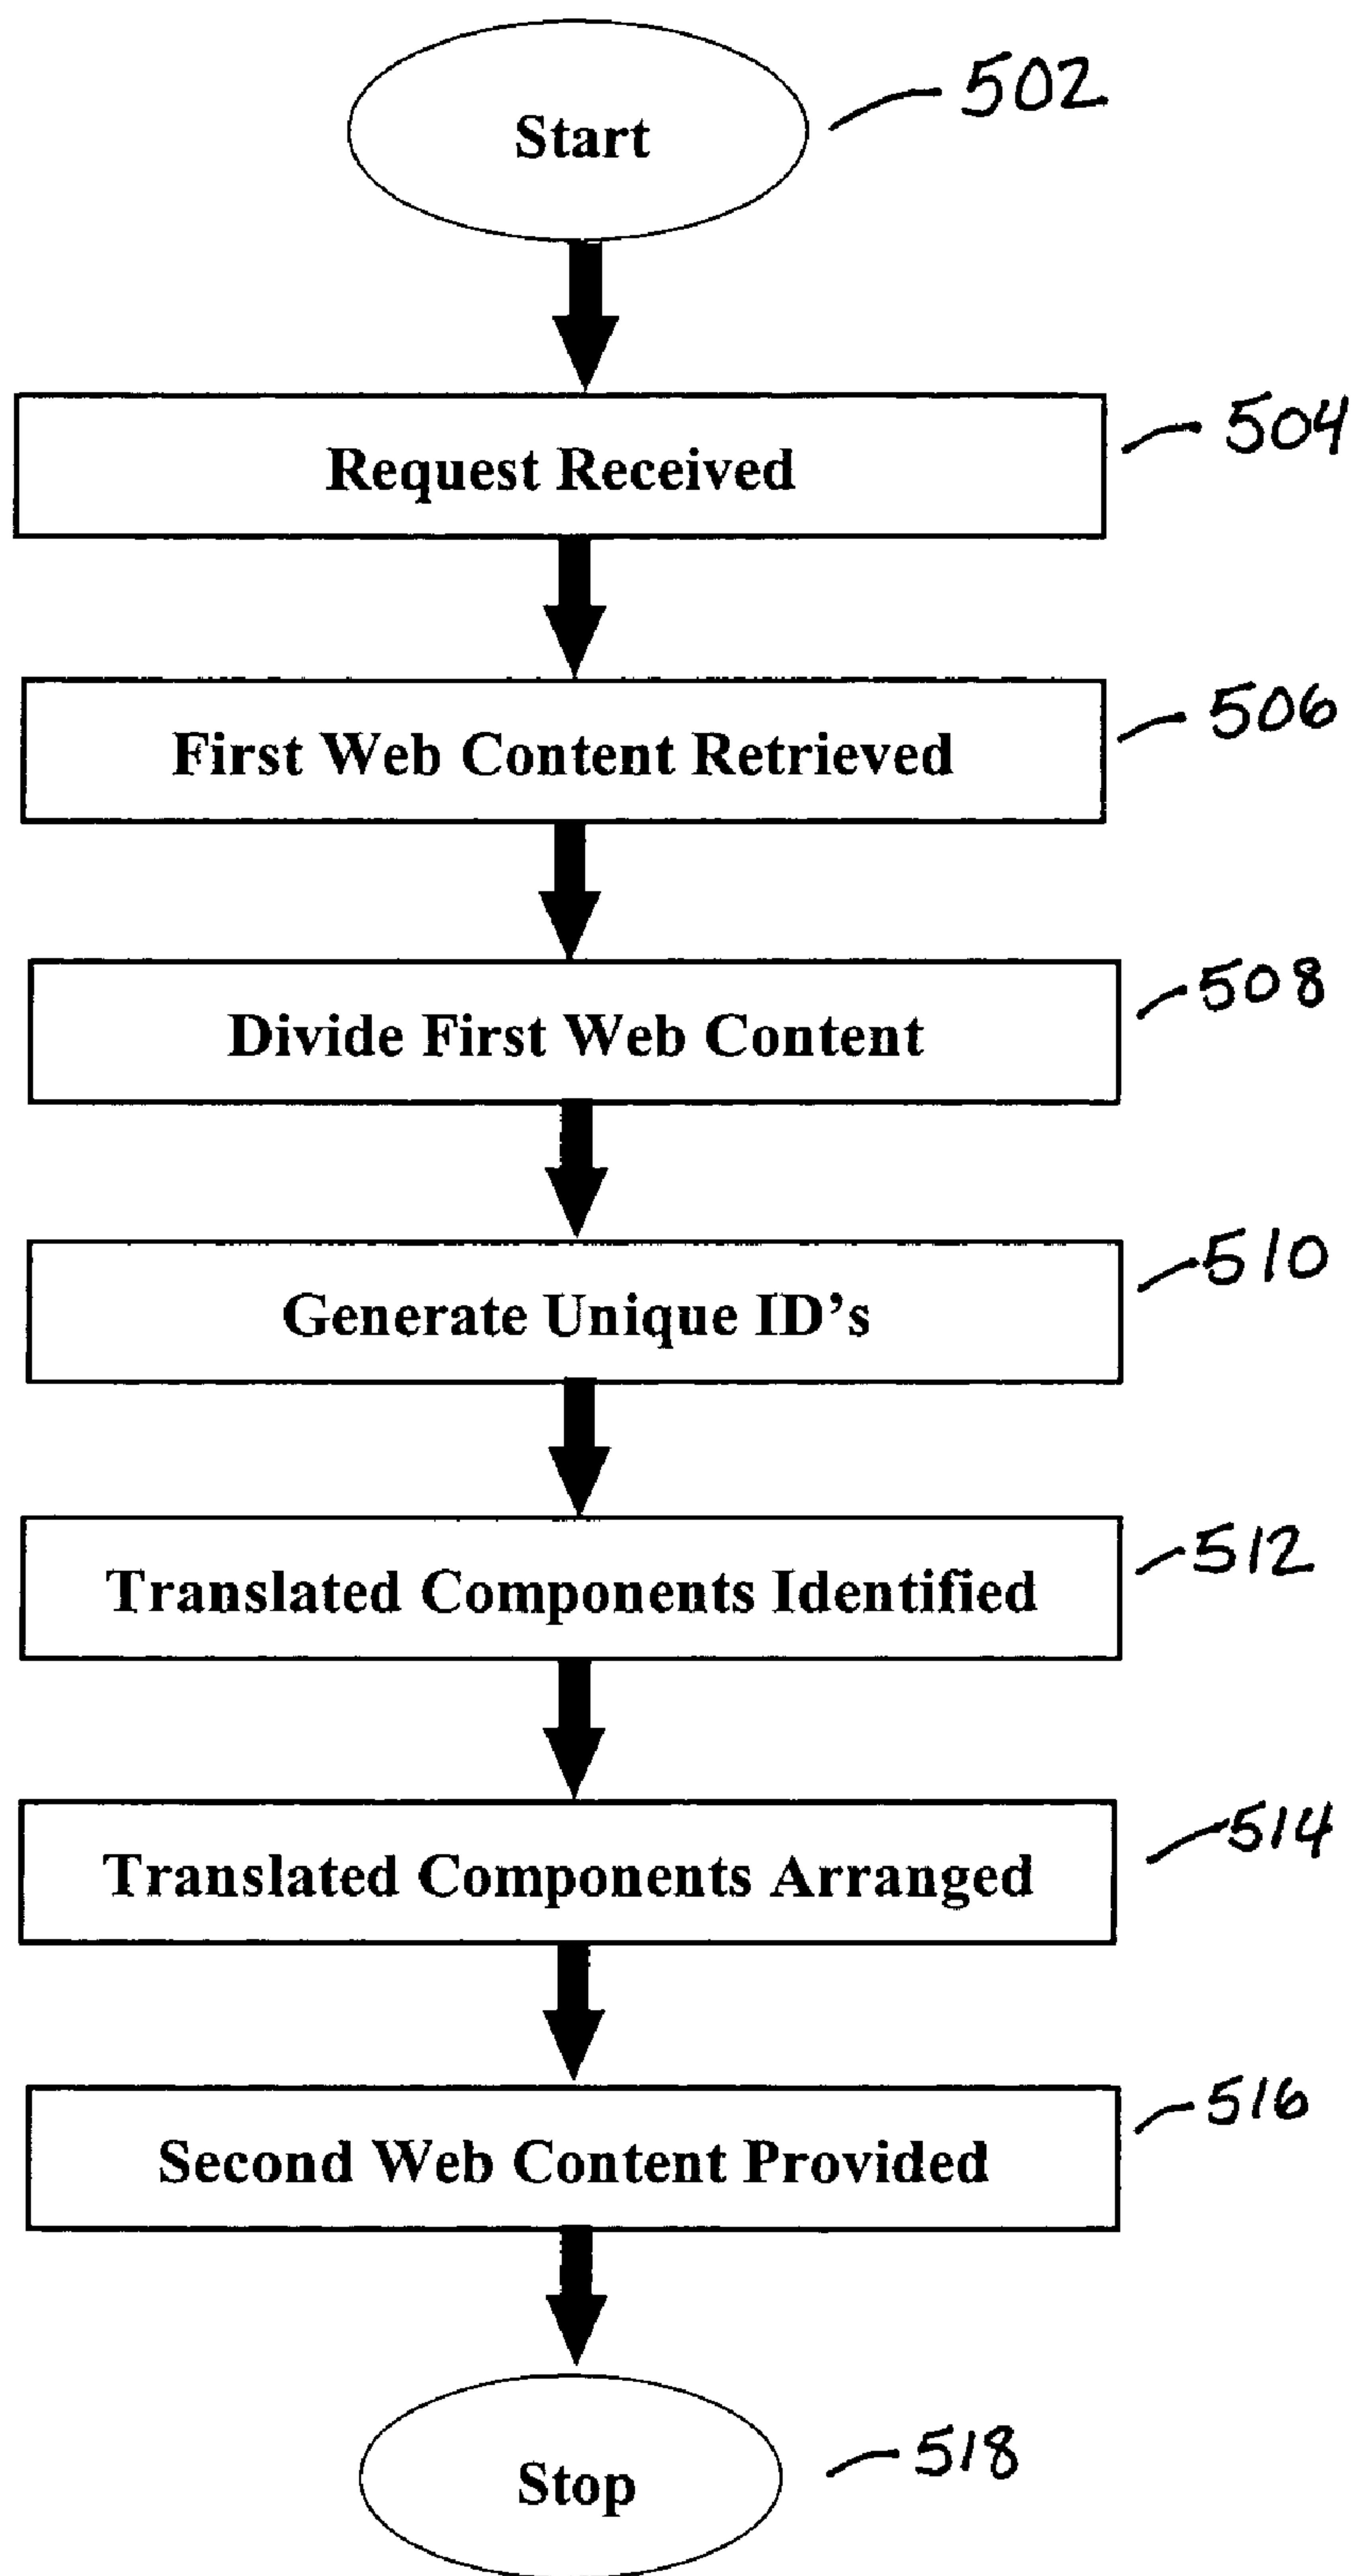 Start
502
Request Received
504
First Web Content Retrieved
506
Divide First Web Content
508
Generate Unique ID's
510
Translated Components Identified
512
Translated Components Arranged
514
Second Web Content Provided
516
Stop
518